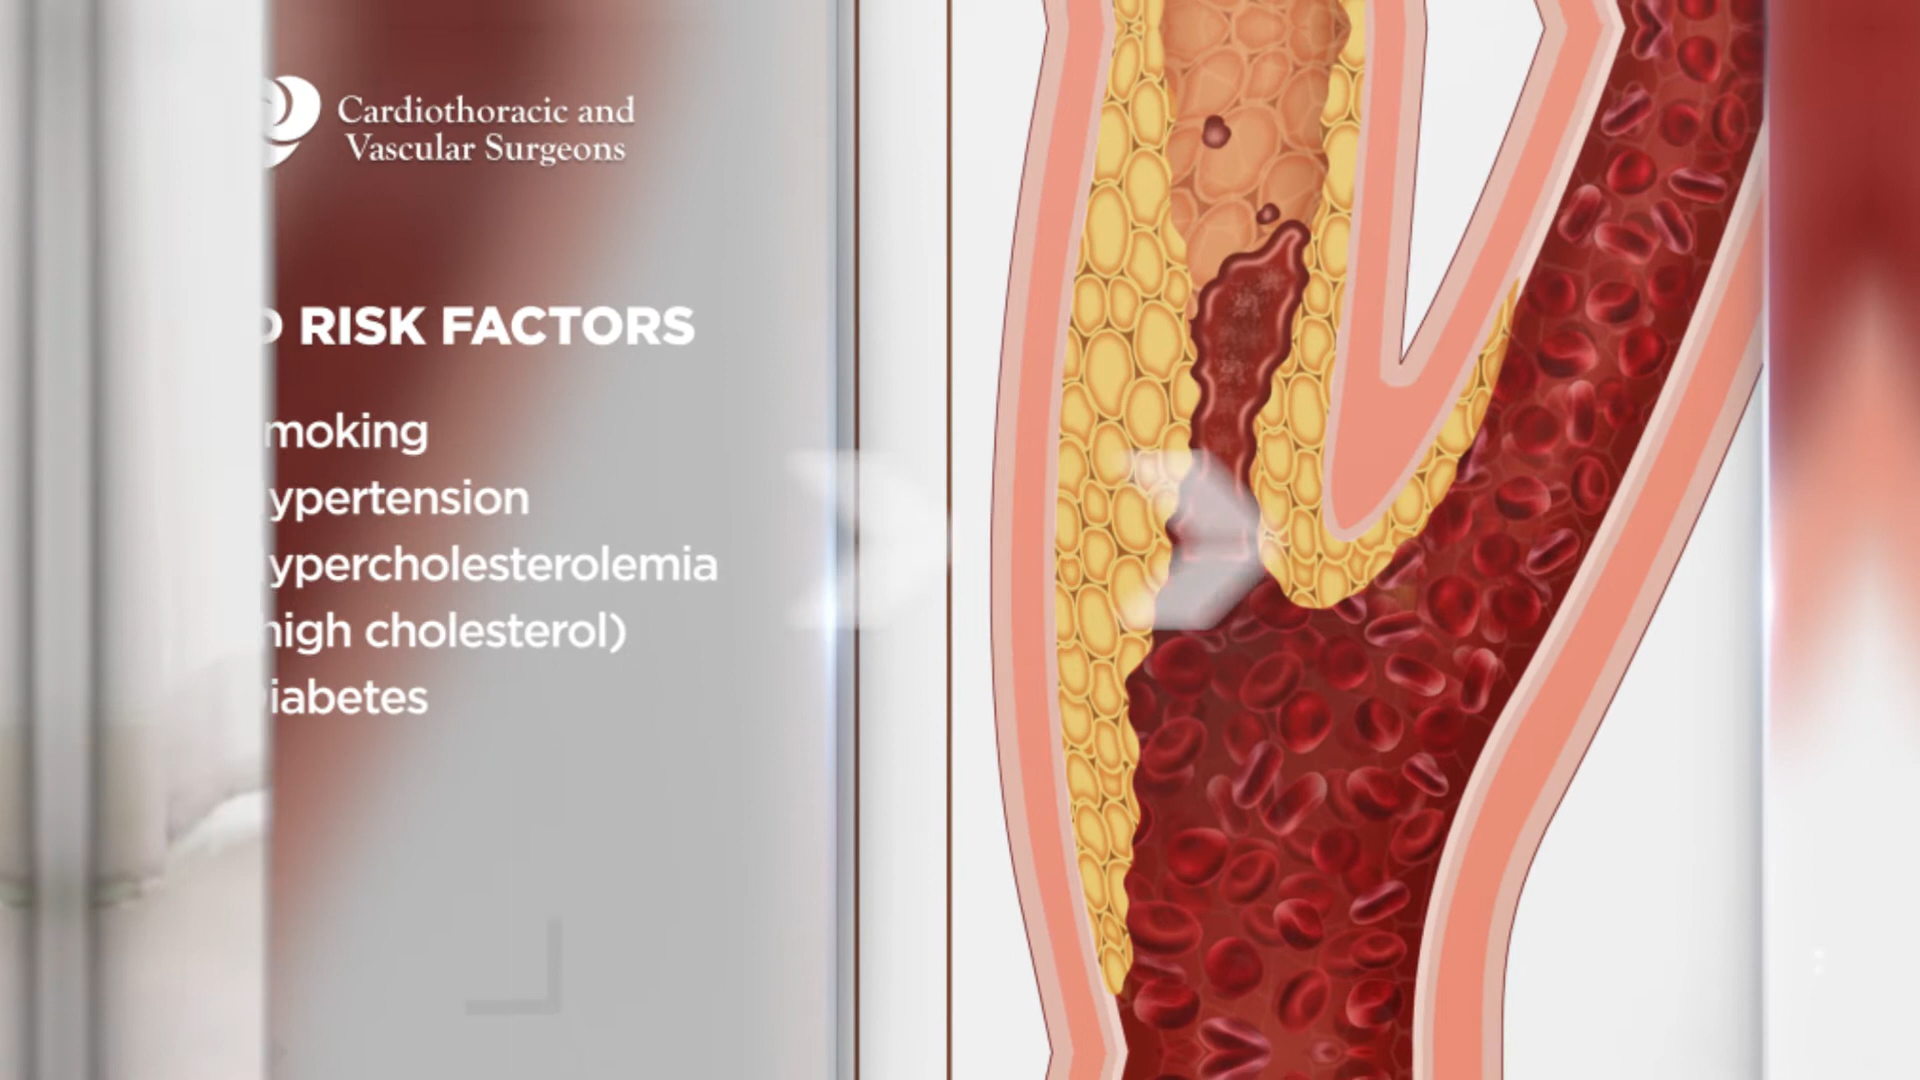 Cardiothoracic and
Vascular Surgeons
RISK FACTORS
moking
ypertension
ypercholesterolemia
high cholesterol)
iabetes